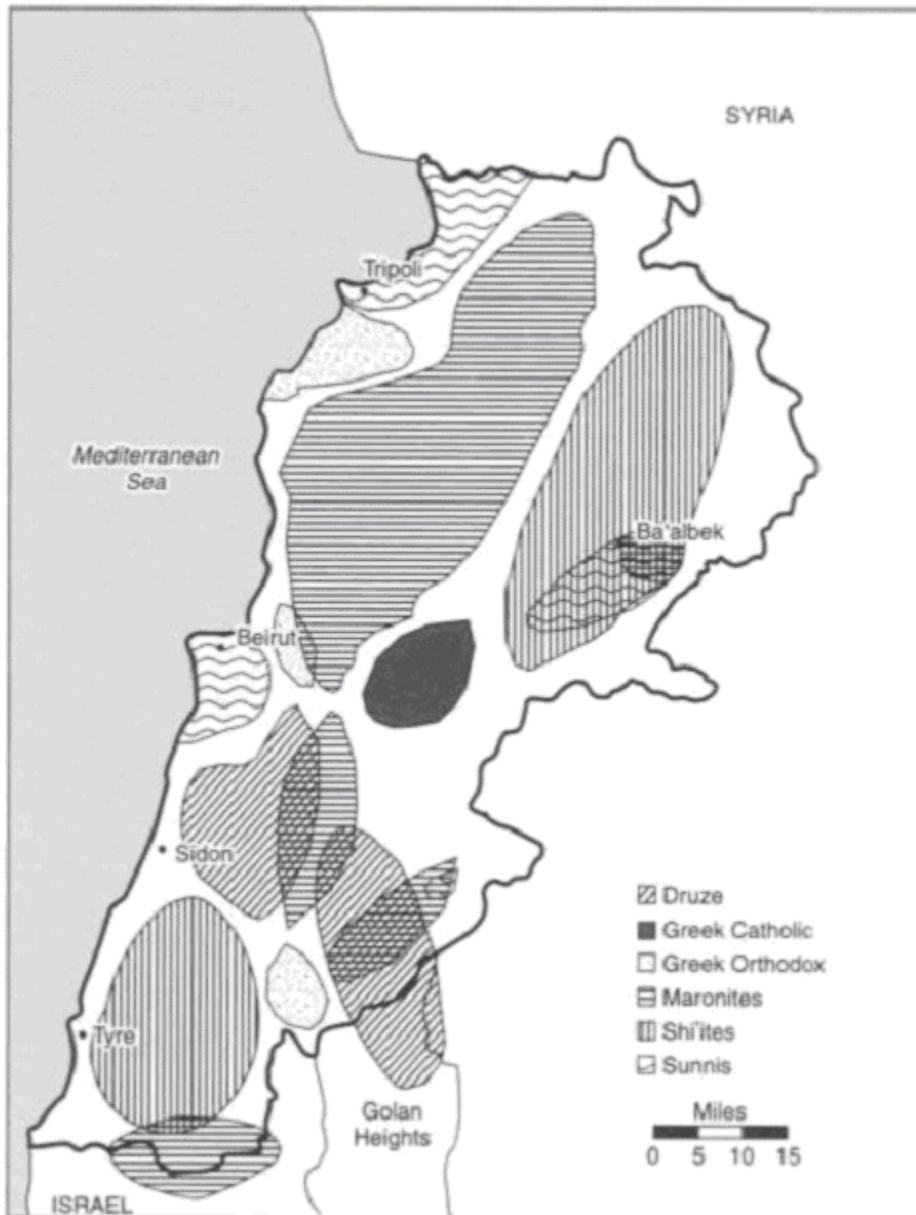 SYRIA
Tripoli
Mediterranean
Sea
Ba'albek
Beirut
Sidon
Druze
Greek Catholic
Greek Orthodox
Maronites
Shi'ites
Sunnis
Tyre
Miles
0 5 10 15
Golan
Heights
ISRAEL